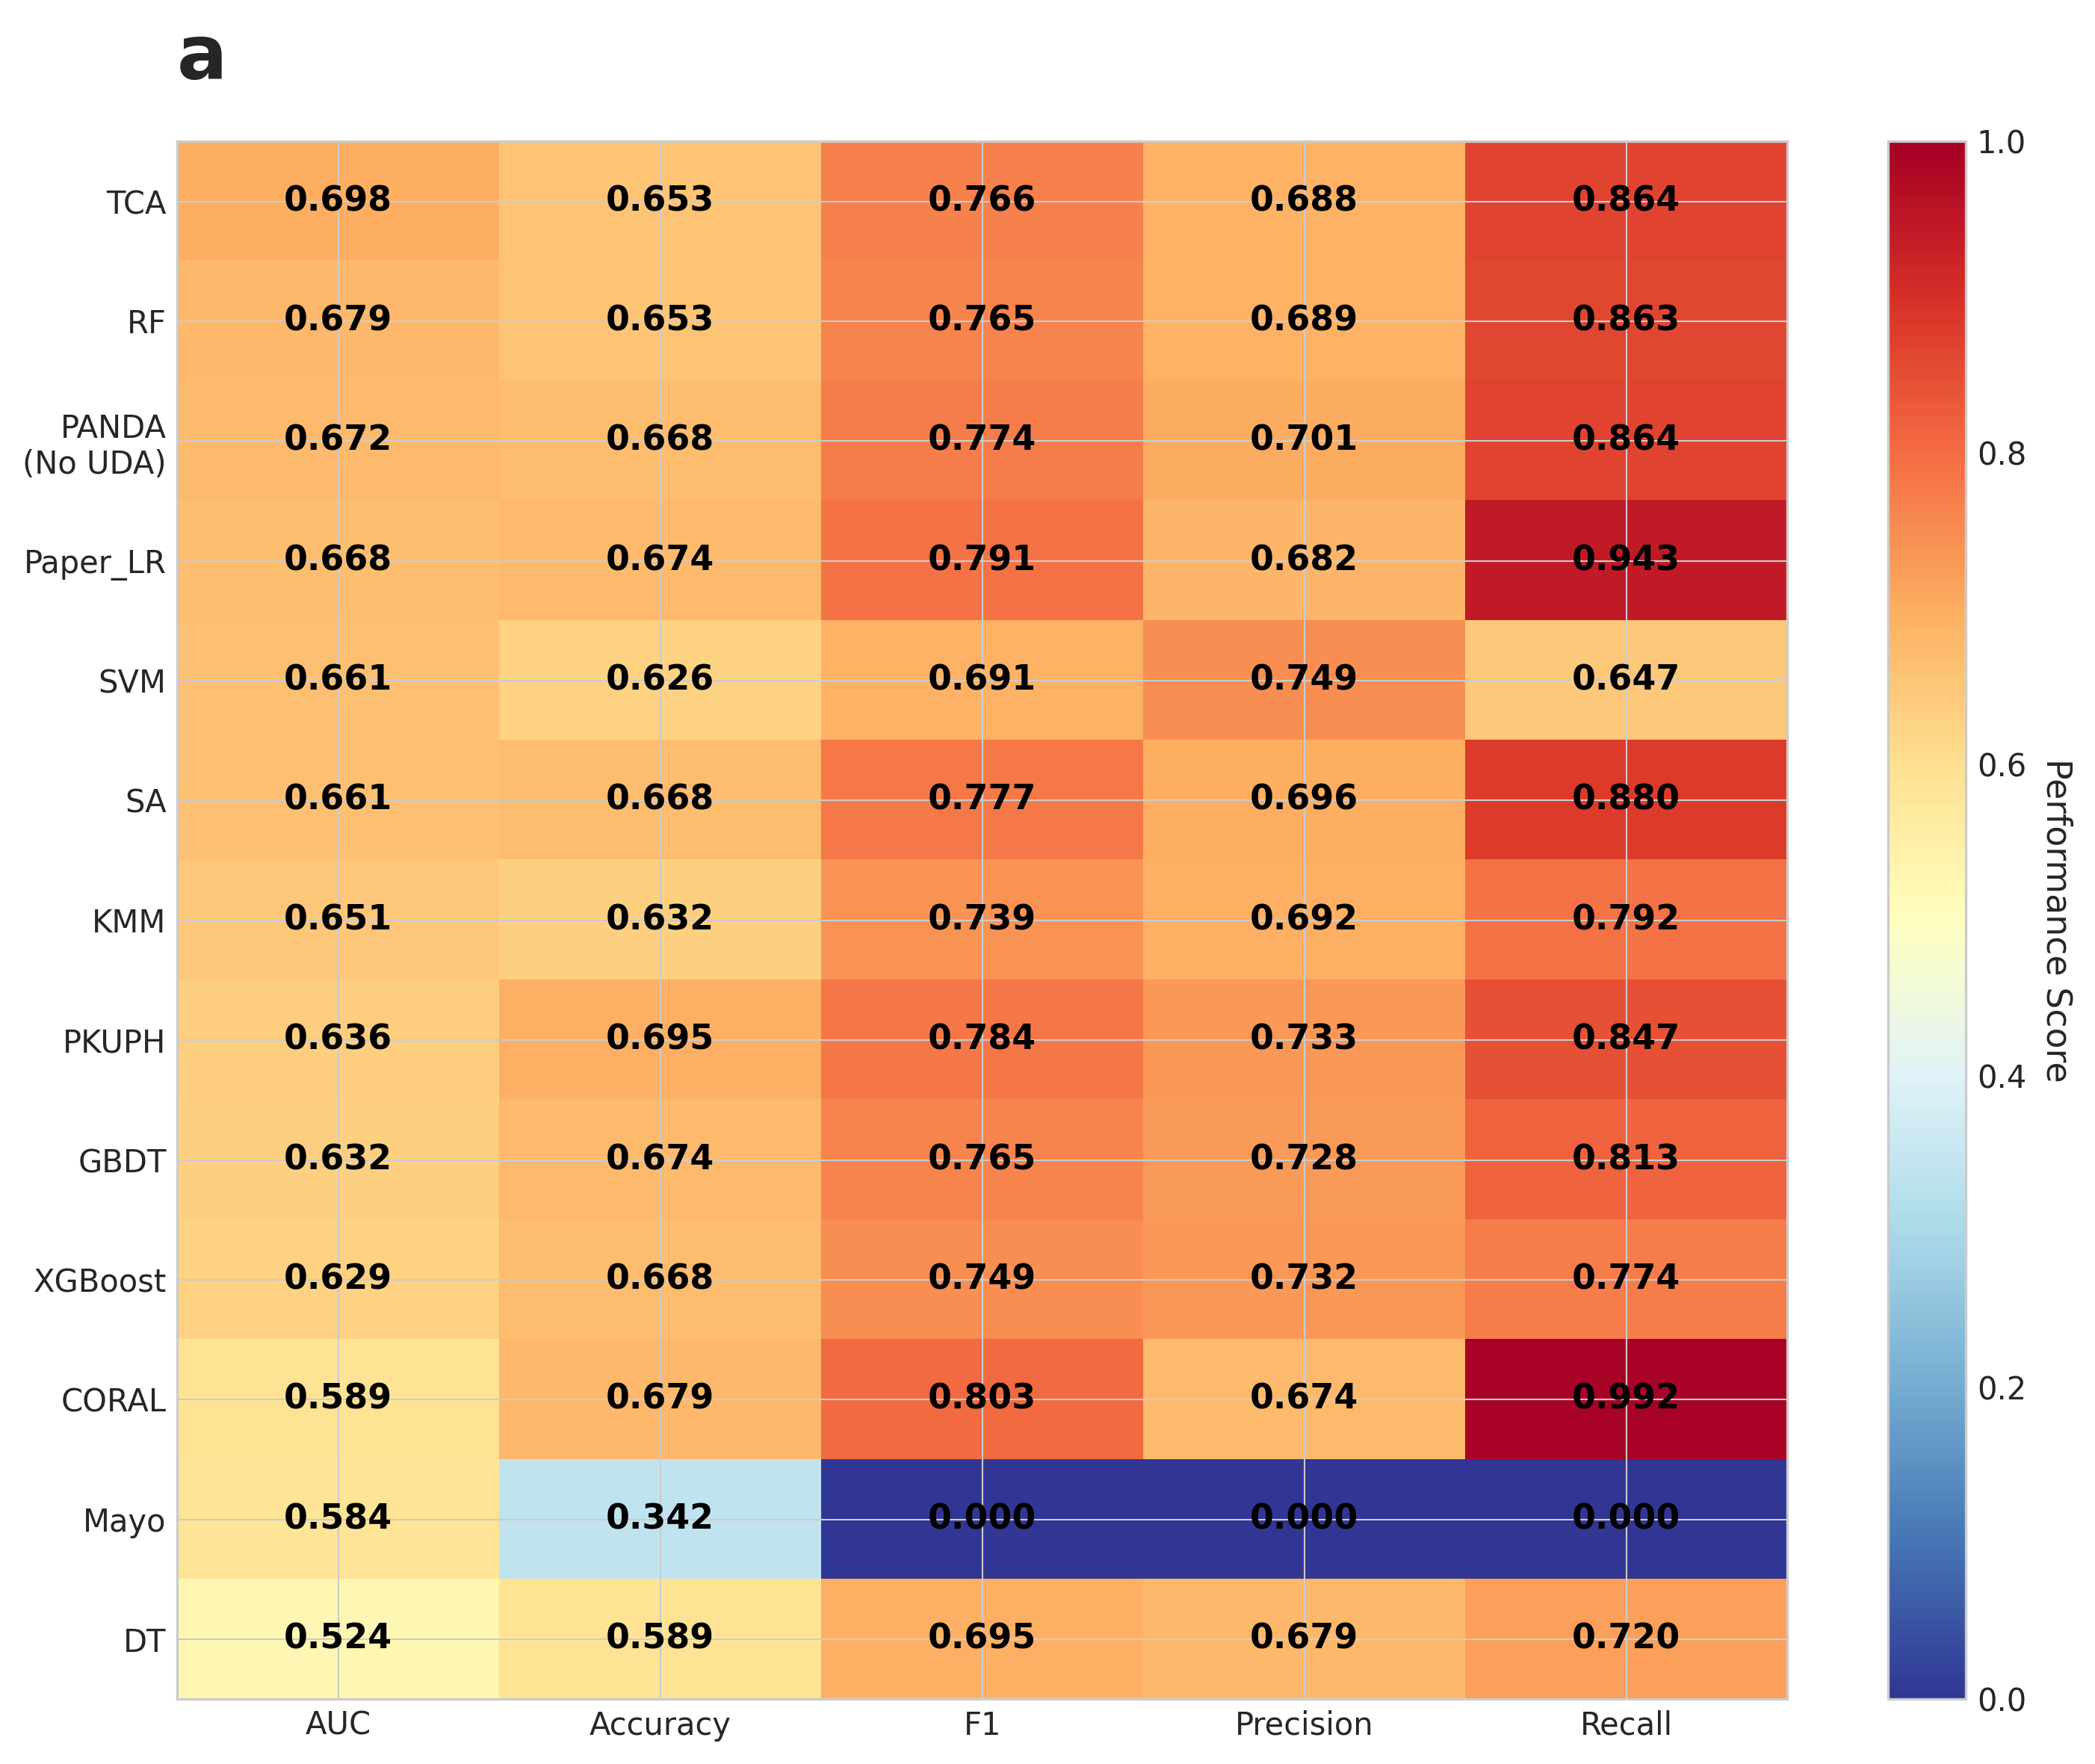 a
TCA 0.698 0.653 0.766 0.688 0.864
RF 0.679 0.653 0.765 0.689 0.863
PANDA
(No UDA) 0.672 0.668 0.774 0.701 0.864
Paper_LR 0.668 0.674 0.791 0.682 0.943
SVM 0.661 0.626 0.691 0.749 0.647
SA 0.661 0.668 0.777 0.696 0.880
KMM 0.651 0.632 0.739 0.692 0.792
PKUPH 0.636 0.695 0.784 0.733 0.847
GBDT 0.632 0.674 0.765 0.728 0.813
XGBoost 0.629 0.668 0.749 0.732 0.774
CORAL 0.589 0.679 0.803 0.674 0.992
Mayo 0.584 0.342 0.000 0.000 0.000
DT 0.524 0.589 0.695 0.679 0.720
AUC Accuracy F1 Precision Recall
1.0
0.8
0.6
0.4
0.2
0.0
Performance Score